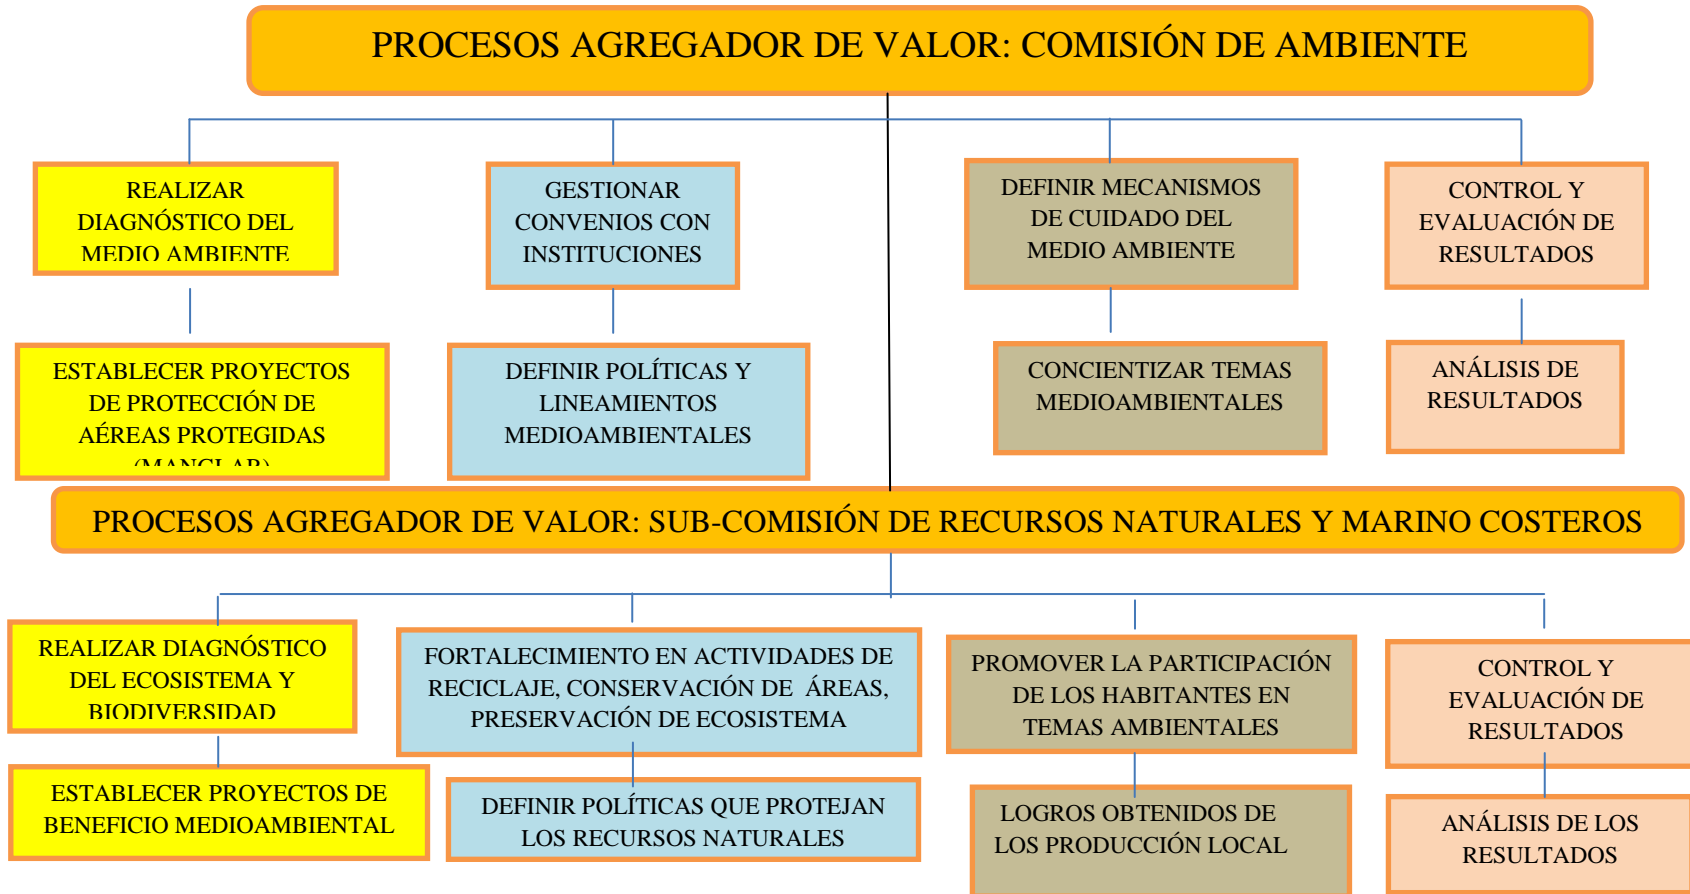 PROCESOS AGREGADOR DE VALOR: COMISIÓN DE AMBIENTE
REALIZAR
DIAGNÓSTICO DEL
MEDIO AMBIENTE
GESTIONAR
CONVENIOS CON
INSTITUCIONES
DEFINIR MECANISMOS
DE CUIDADO DEL
MEDIO AMBIENTE
CONTROL Y
EVALUACIÓN DE
RESULTADOS
ESTABLECER PROYECTOS
DE PROTECCIÓN DE
AÉREAS PROTEGIDAS
(MANGLAR)
DEFINIR POLÍTICAS Y
LINEAMIENTOS
MEDIOAMBIENTALES
CONCIENTIZAR TEMAS
MEDIOAMBIENTALES
ANÁLISIS DE
RESULTADOS
PROCESOS AGREGADOR DE VALOR: SUB-COMISIÓN DE RECURSOS NATURALES Y MARINO COSTEROS
REALIZAR DIAGNÓSTICO
DEL ECOSISTEMA Y
BIODIVERSIDAD
FORTALECIMIENTO EN ACTIVIDADES DE
RECICLAJE, CONSERVACIÓN DE ÁREAS,
PRESERVACIÓN DE ECOSISTEMA
PROMOVER LA PARTICIPACIÓN
DE LOS HABITANTES EN
TEMAS AMBIENTALES
CONTROL Y
EVALUACIÓN DE
RESULTADOS
ESTABLECER PROYECTOS DE
BENEFICIO MEDIOAMBIENTAL
DEFINIR POLÍTICAS QUE PROTEJAN
LOS RECURSOS NATURALES
LOGROS OBTENIDOS DE
LOS PRODUCCIÓN LOCAL
ANÁLISIS DE LOS
RESULTADOS